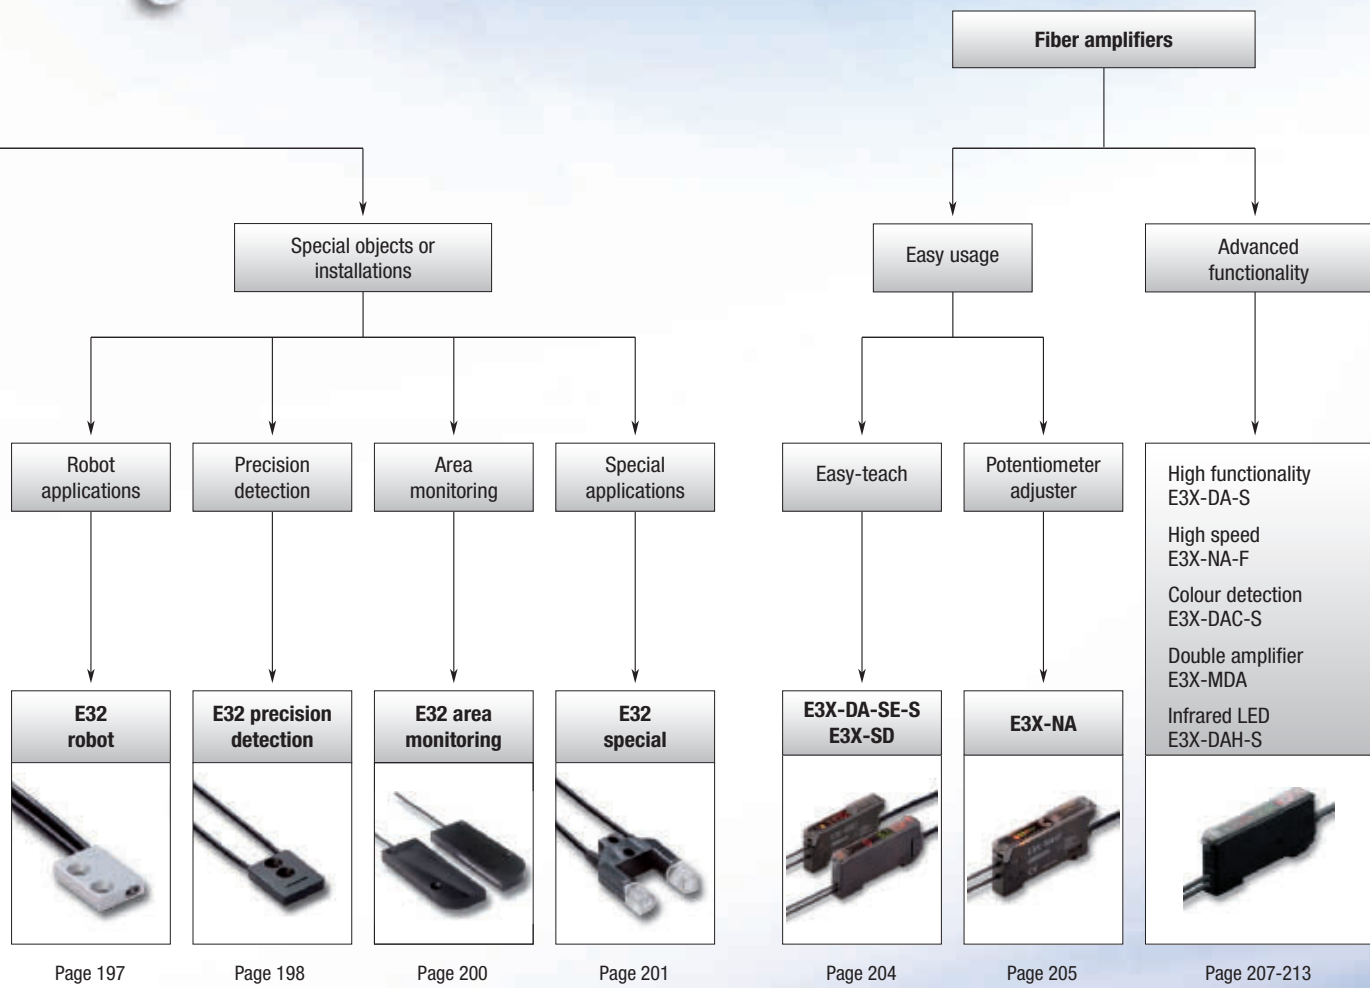 Fiber amplifiers
Special objects or
installations
Easy usage
Advanced
functionality
Robot
applications
Precision
detection
Area
monitoring
Special
applications
Easy-teach
Potentiometer
adjuster
High functionality
E3X-DA-S
High speed
E3X-NA-F
Colour detection
E3X-DAC-S
Double amplifier
E3X-MDA
Infrared LED
E3X-DAH-S
E32
robot
E32 precision
detection
E32 area
monitoring
E32
special
E3X-DA-SE-S
E3X-SD
E3X-NA
Page 197
Page 198
Page 200
Page 201
Page 204
Page 205
Page 207-213